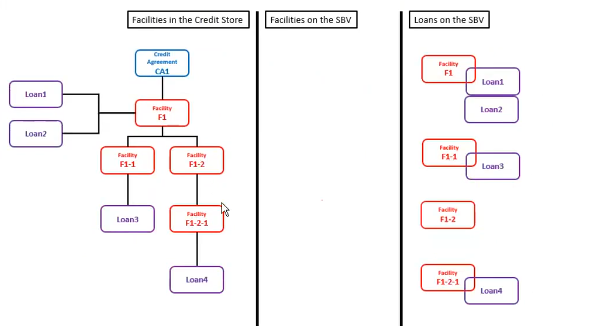 Facilities in the Credit Store
Facilities on the SBV
Loans on the SBV
Credit
Agreement
CA1
Loan1
Loan2
Facility
F1
Facility
F1-1
Facility
F1-2
Loan3
Facility
F1-2-1
Loan4
Facility
F1
Loan1
Loan2
Facility
F1-1
Loan3
Facility
F1-2
Facility
F1-2-1
Loan4